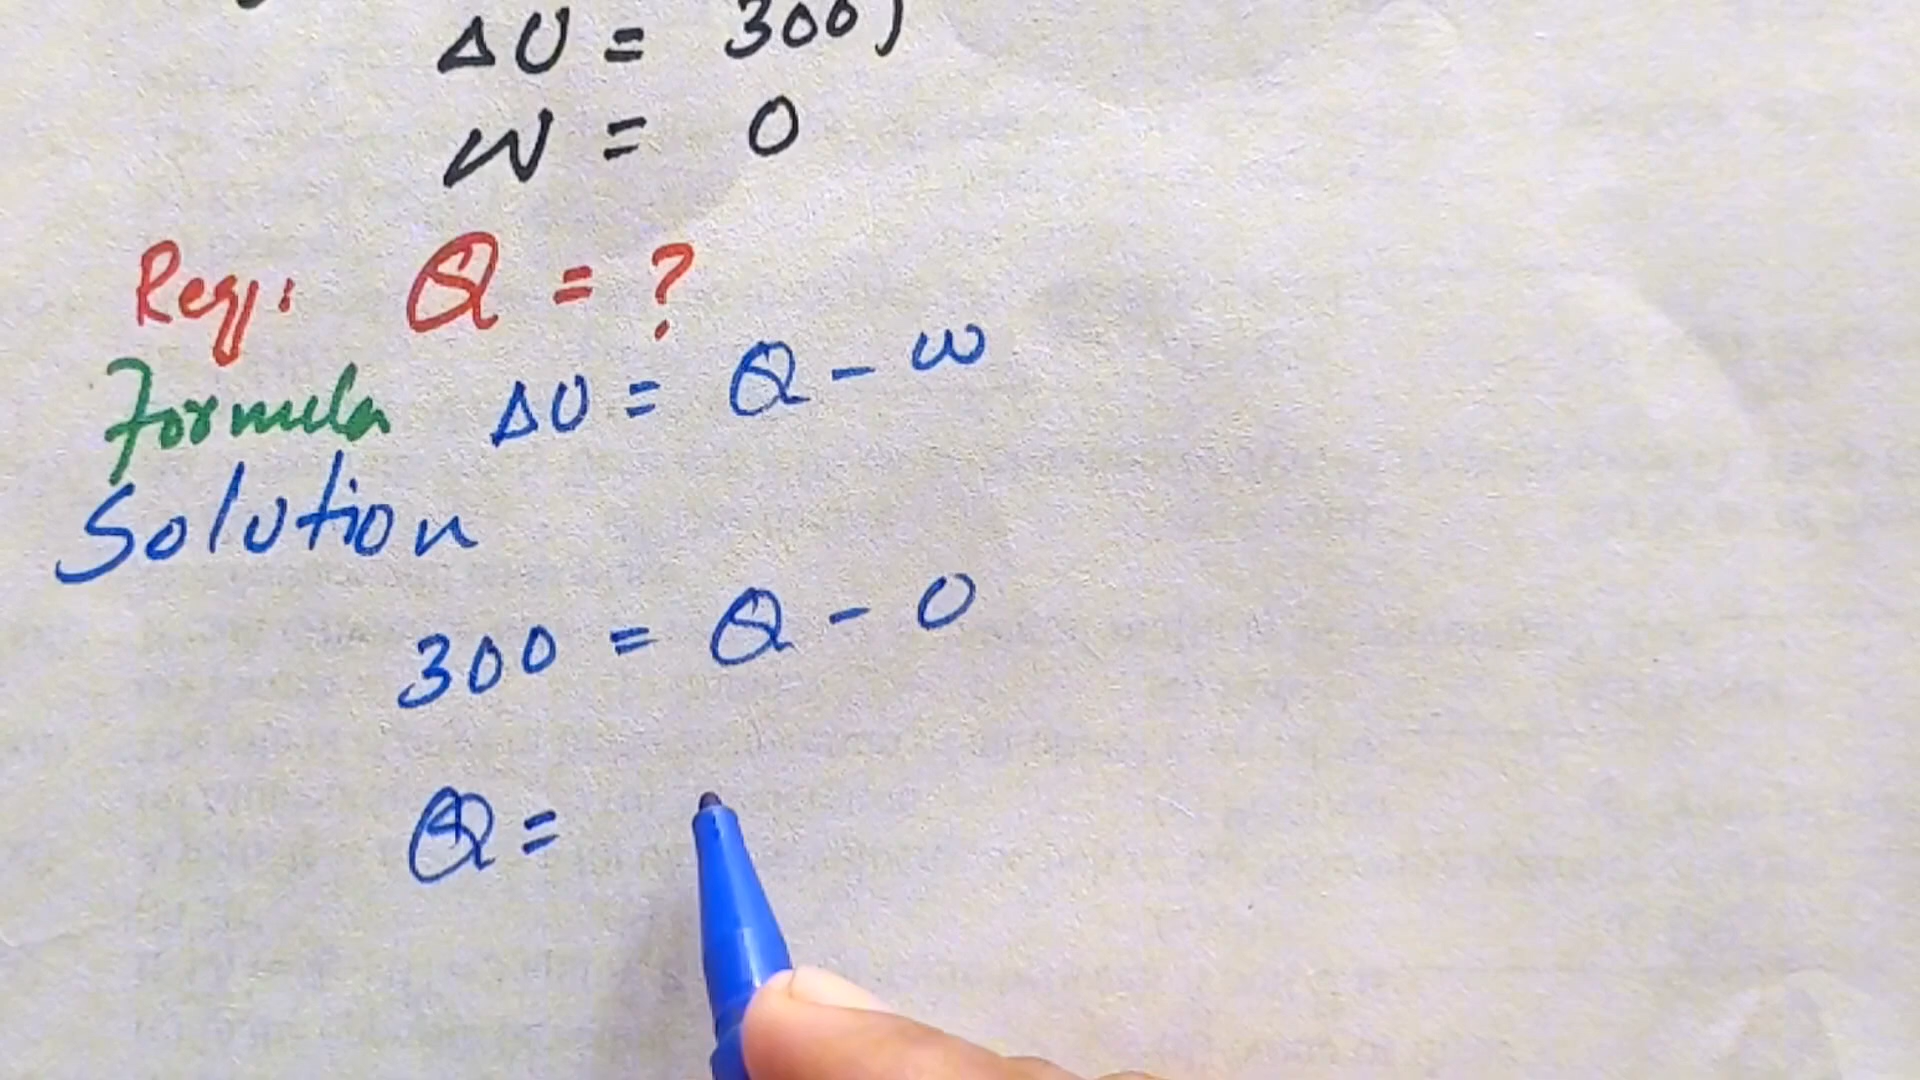 ΔU = 300J
W = 0
Req: Q = ?
Formula ΔU = Q - W
Solution
300 = Q - 0
Q =